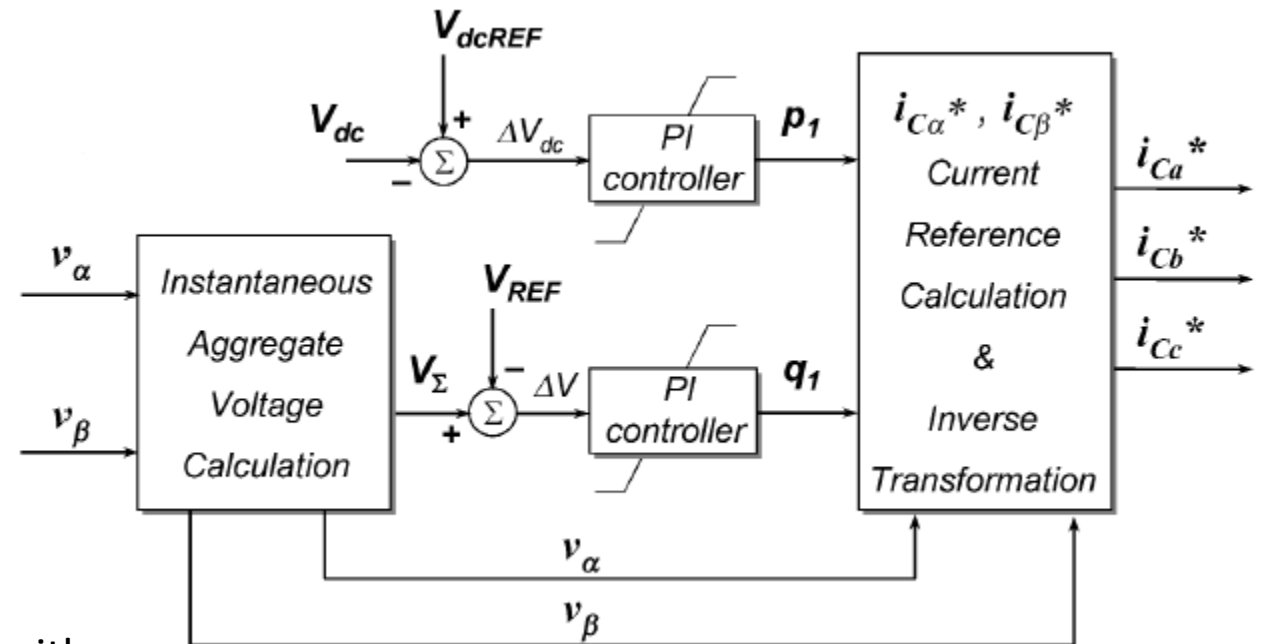 V_dcREF
V_dc
+
−
Σ
ΔV_dc
PI
controller
p_1
v_α
v_β
Instantaneous
Aggregate
Voltage
Calculation
V_REF
V_Σ
−
+
Σ
ΔV
PI
controller
q_1
i_Cα* , i_Cβ*
Current
Reference
Calculation
&
Inverse
Transformation
i_Ca*
i_Cb*
i_Cc*
v_α
v_β